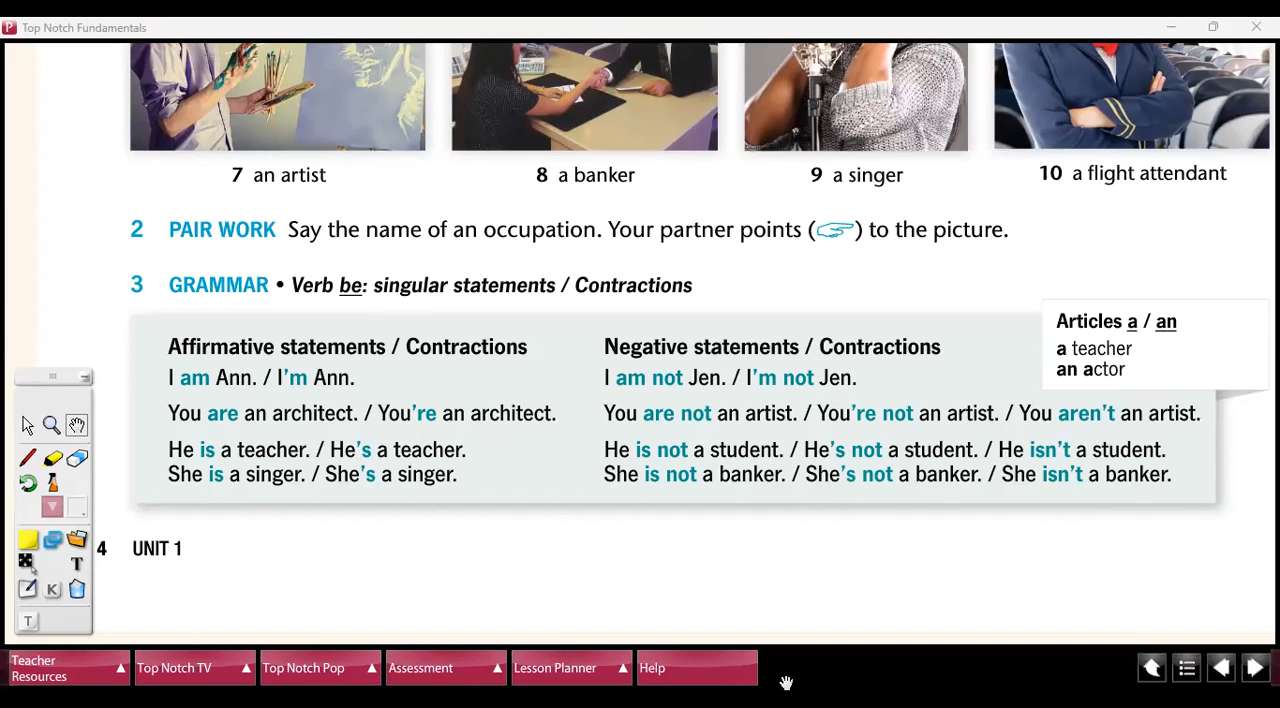 Top Notch Fundamentals
7 an artist
8 a banker
9 a singer
10 a flight attendant
2 PAIR WORK Say the name of an occupation. Your partner points ( ) to the picture.
3 GRAMMAR • Verb be: singular statements / Contractions
Articles a / an
a teacher
an actor
Affirmative statements / Contractions
I am Ann. / I'm Ann.
You are an architect. / You're an architect.
He is a teacher. / He's a teacher.
She is a singer. / She's a singer.
Negative statements / Contractions
I am not Jen. / I'm not Jen.
You are not an artist. / You're not an artist. / You aren't an artist.
He is not a student. / He's not a student. / He isn't a student.
She is not a banker. / She's not a banker. / She isn't a banker.
4 UNIT 1
T
K
T
Teacher
Resources
Top Notch TV
Top Notch Pop
Assessment
Lesson Planner
Help